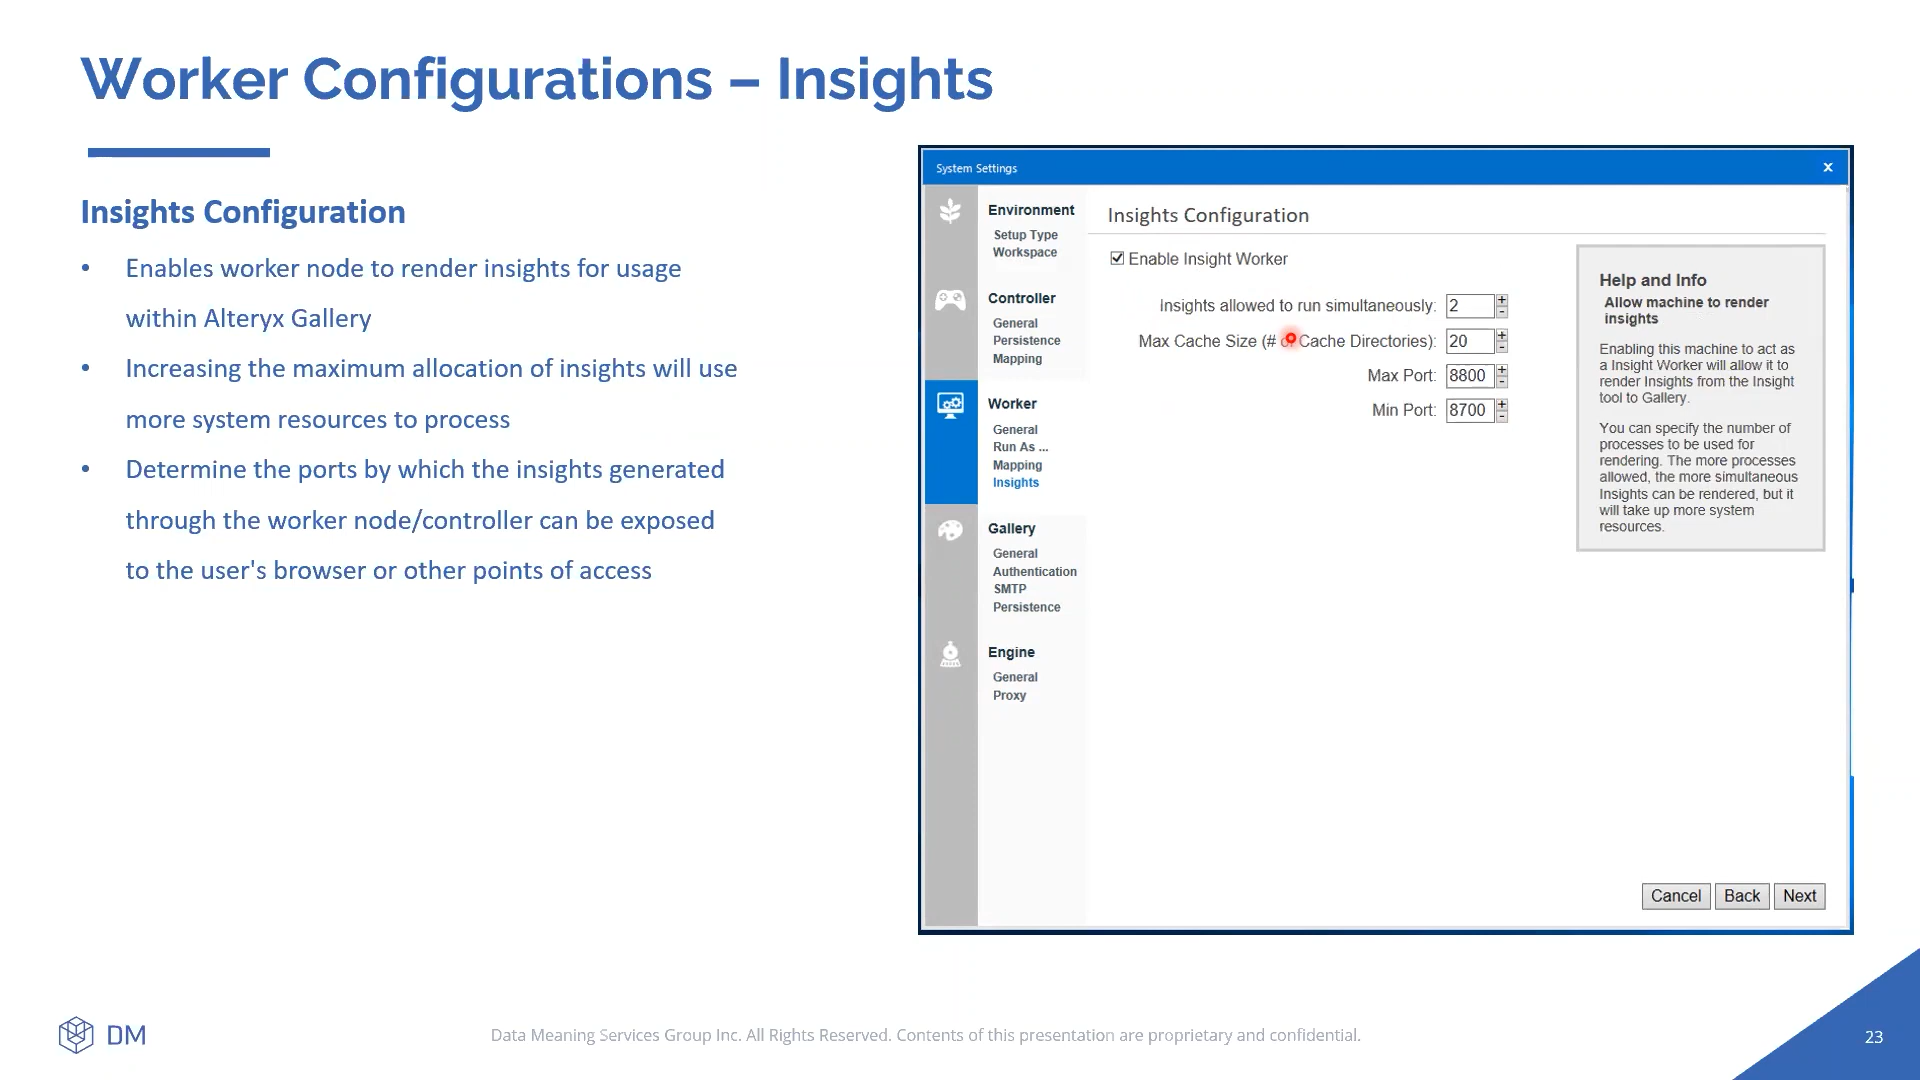 Worker Configurations – Insights
Insights Configuration
• Enables worker node to render insights for usage
within Alteryx Gallery
• Increasing the maximum allocation of insights will use
more system resources to process
• Determine the ports by which the insights generated
through the worker node/controller can be exposed
to the user's browser or other points of access
System Settings
x
Environment
Setup Type
Workspace
Controller
General
Persistence
Mapping
Worker
General
Run As ...
Mapping
Insights
Gallery
General
Authentication
SMTP
Persistence
Engine
General
Proxy
Insights Configuration
Enable Insight Worker
Insights allowed to run simultaneously: 2
Max Cache Size (# Cache Directories): 20
Max Port: 8800
Min Port: 8700
Help and Info
Allow machine to render
insights
Enabling this machine to act as
a Insight Worker will allow it to
render Insights from the Insight
tool to Gallery.
You can specify the number of
processes to be used for
rendering. The more processes
allowed, the more simultaneous
Insights can be rendered, but it
will take up more system
resources.
Cancel Back Next
DM
Data Meaning Services Group Inc. All Rights Reserved. Contents of this presentation are proprietary and confidential.
23